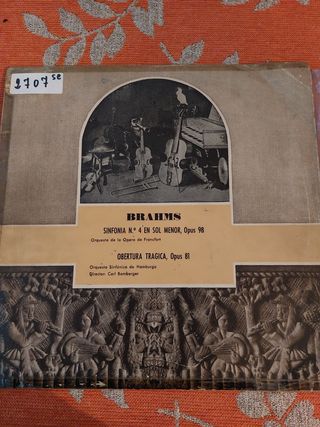 2707 se
BRAHMS
SINFONIA N.º 4 EN SOL MENOR, Opus 98
Orquesta de la Opera de Francfort
OBERTURA TRAGICA, Opus 81
Orquesta Sinfónica de Hamburgo
Director: Carl Bamberger